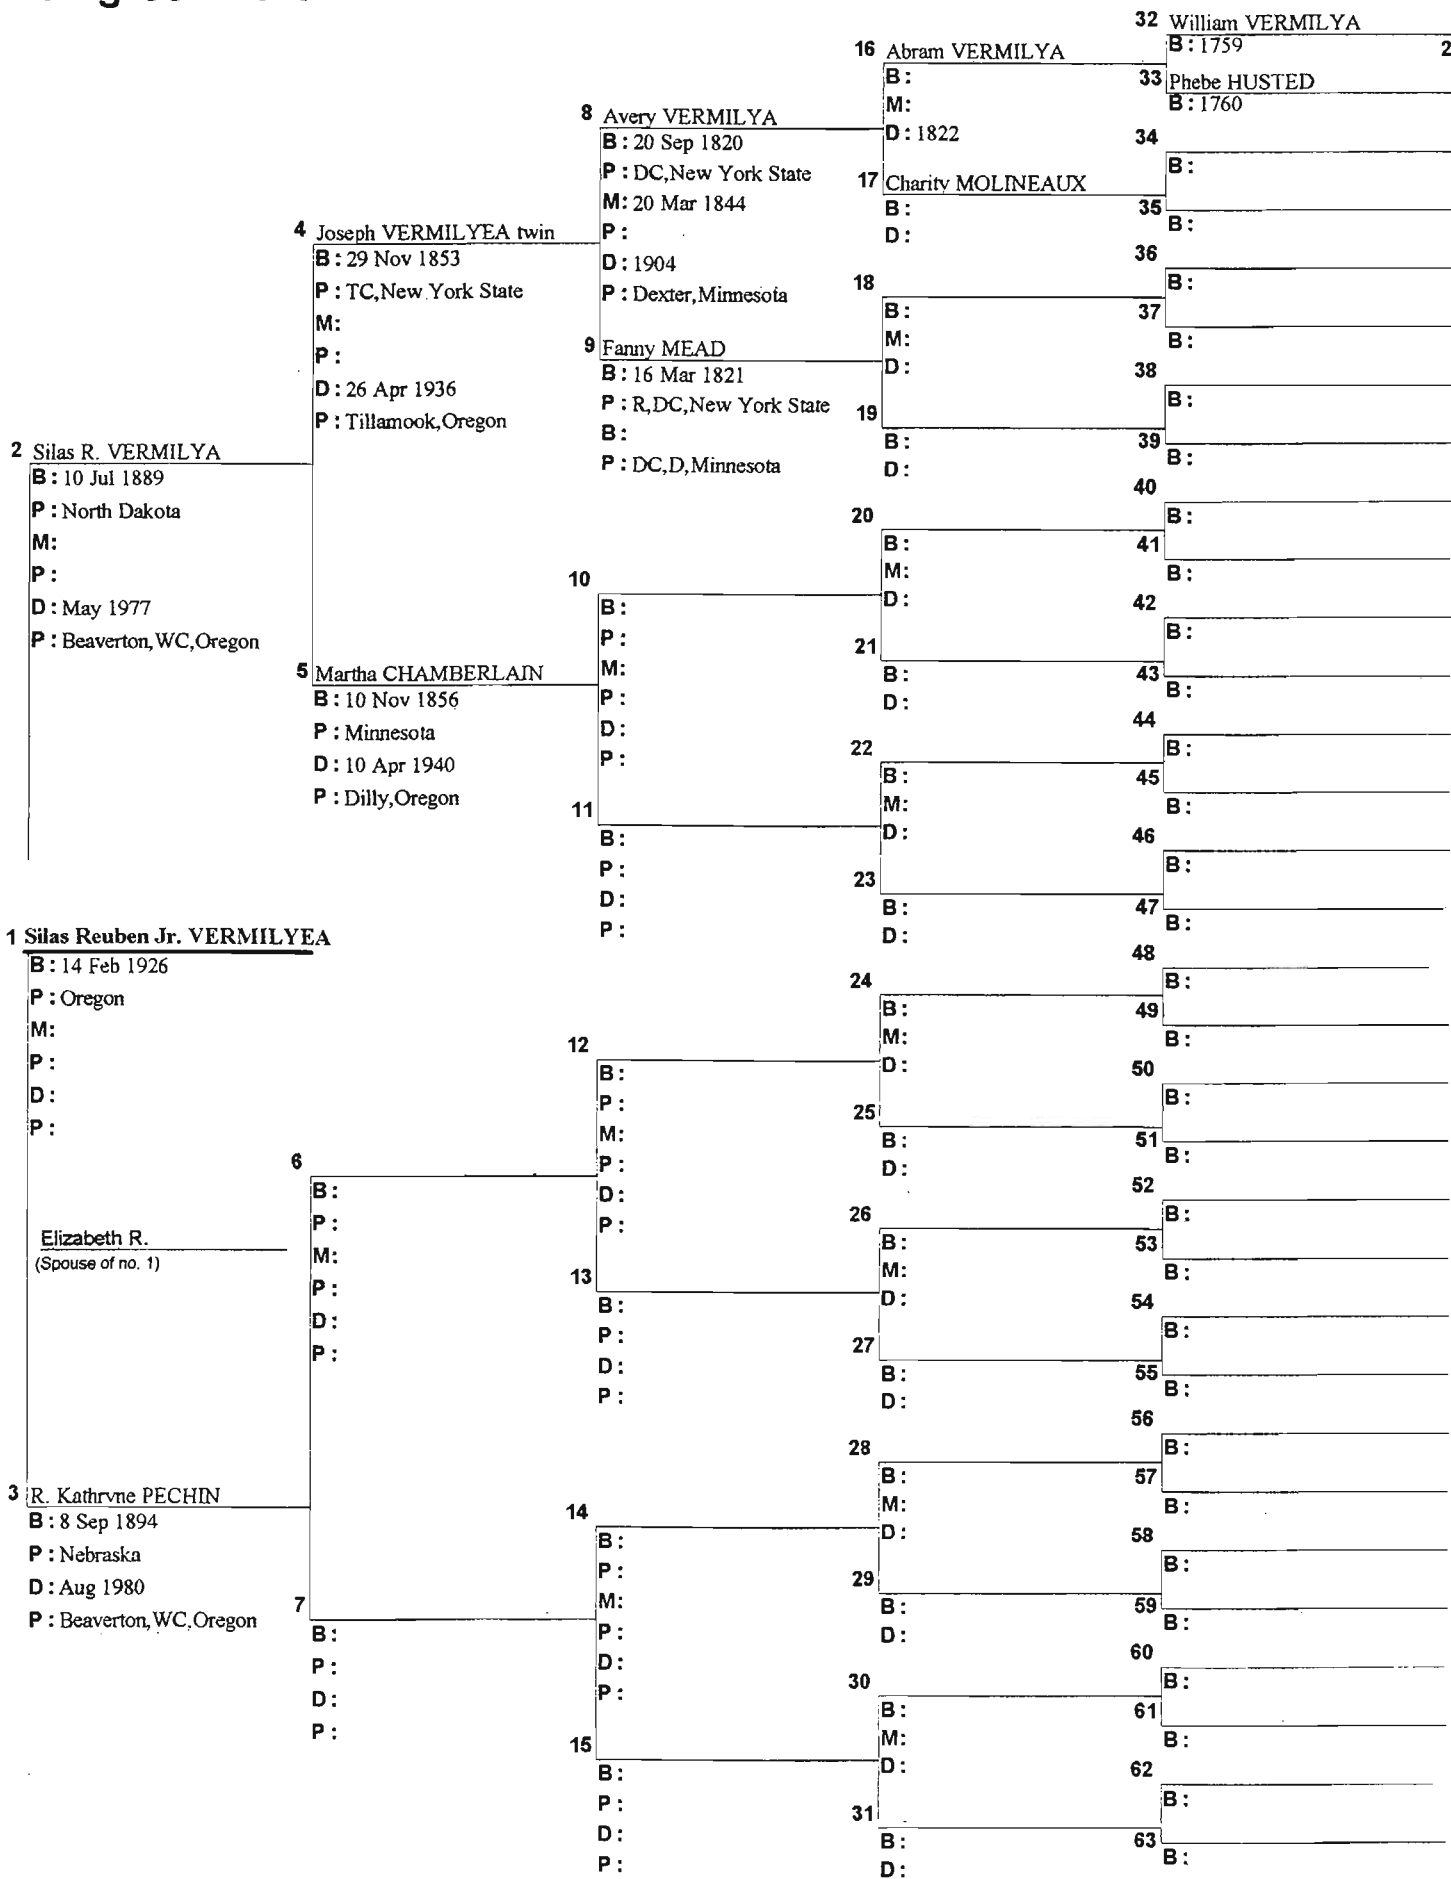 2 Silas R. VERMILYA
B: 10 Jul 1889
P: North Dakota
M:
P:
D: May 1977
P: Beaverton,WC,Oregon
1 Silas Reuben Jr. VERMILYEA
B: 14 Feb 1926
P: Oregon
M:
P:
D:
P:
Elizabeth R.
(Spouse of no. 1)
3 R. Kathryne PECHIN
B: 8 Sep 1894
P: Nebraska
D: Aug 1980
P: Beaverton,WC,Oregon
4 Joseph VERMILYEA twin
B: 29 Nov 1853
P: TC,New York State
M:
P:
D: 26 Apr 1936
P: Tillamook,Oregon
5 Martha CHAMBERLAIN
B: 10 Nov 1856
P: Minnesota
D: 10 Apr 1940
P: Dilly,Oregon
6
B:
P:
M:
P:
D:
P:
7
B:
P:
D:
P:
8 Avery VERMILYA
B: 20 Sep 1820
P: DC,New York State
M: 20 Mar 1844
P:
D: 1904
P: Dexter,Minnesota
9 Fanny MEAD
B: 16 Mar 1821
P: R,DC,New York State
B:
P: DC,D,Minnesota
10
B:
P:
M:
P:
D:
P:
11
B:
P:
D:
P:
12
B:
P:
M:
P:
D:
P:
13
B:
P:
D:
P:
14
B:
P:
M:
P:
D:
P:
15
B:
P:
D:
P:
16 Abram VERMILYA
B:
M:
D: 1822
17 Charity MOLINEAUX
B:
D:
18
B:
M:
D:
19
B:
D:
20
B:
M:
D:
21
B:
D:
22
B:
M:
D:
23
B:
D:
24
B:
M:
D:
25
B:
D:
26
B:
M:
D:
27
B:
D:
28
B:
M:
D:
29
B:
D:
30
B:
M:
D:
31
B:
D:
32 William VERMILYA
B: 1759 2
33 Phebe HUSTED
B: 1760
34
B:
35
B:
36
B:
37
B:
38
B:
39
B:
40
B:
41
B:
42
B:
43
B:
44
B:
45
B:
46
B:
47
B:
48
B:
49
B:
50
B:
51
B:
52
B:
53
B:
54
B:
55
B:
56
B:
57
B:
58
B:
59
B:
60
B:
61
B:
62
B:
63
B: